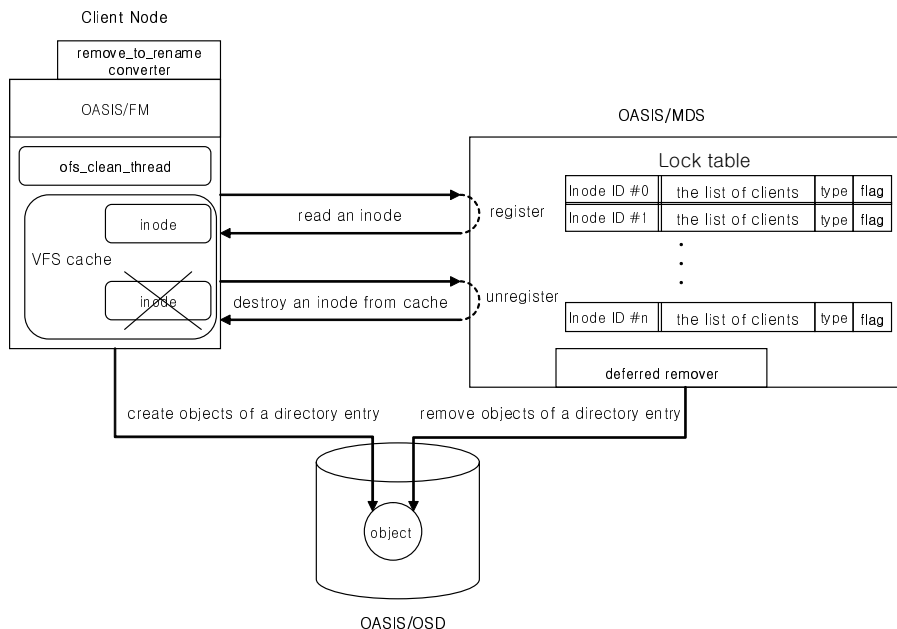 Client Node
remove_to_rename
converter
OASIS/FM
ofs_clean_thread
VFS cache
inode
inode
read an inode
register
destroy an inode from cache
unregister
OASIS/MDS
Lock table
Inode ID #0 the list of clients type flag
Inode ID #1 the list of clients type flag
Inode ID #n the list of clients type flag
deferred remover
create objects of a directory entry
remove objects of a directory entry
object
OASIS/OSD